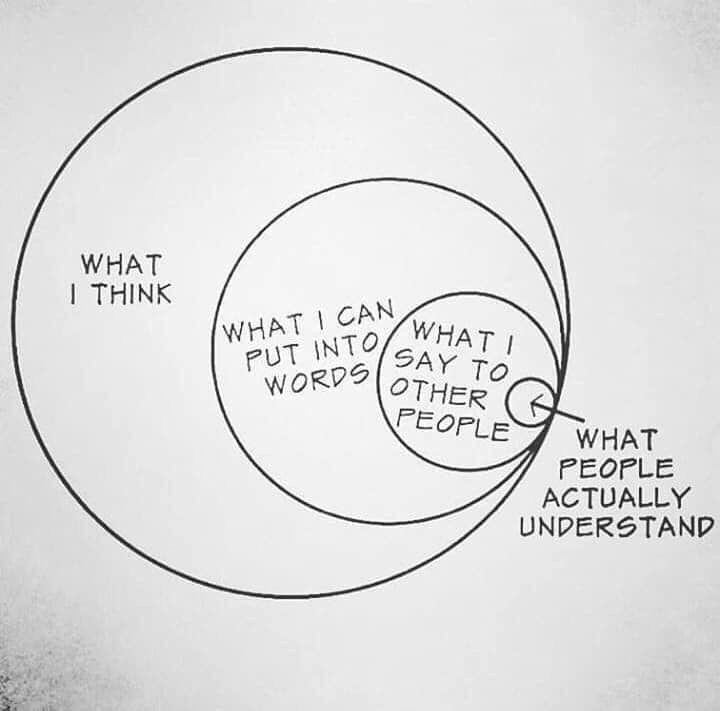 WHAT
I THINK
WHAT I CAN
PUT INTO
WORDS
WHAT I
SAY TO
OTHER
PEOPLE
WHAT
PEOPLE
ACTUALLY
UNDERSTAND